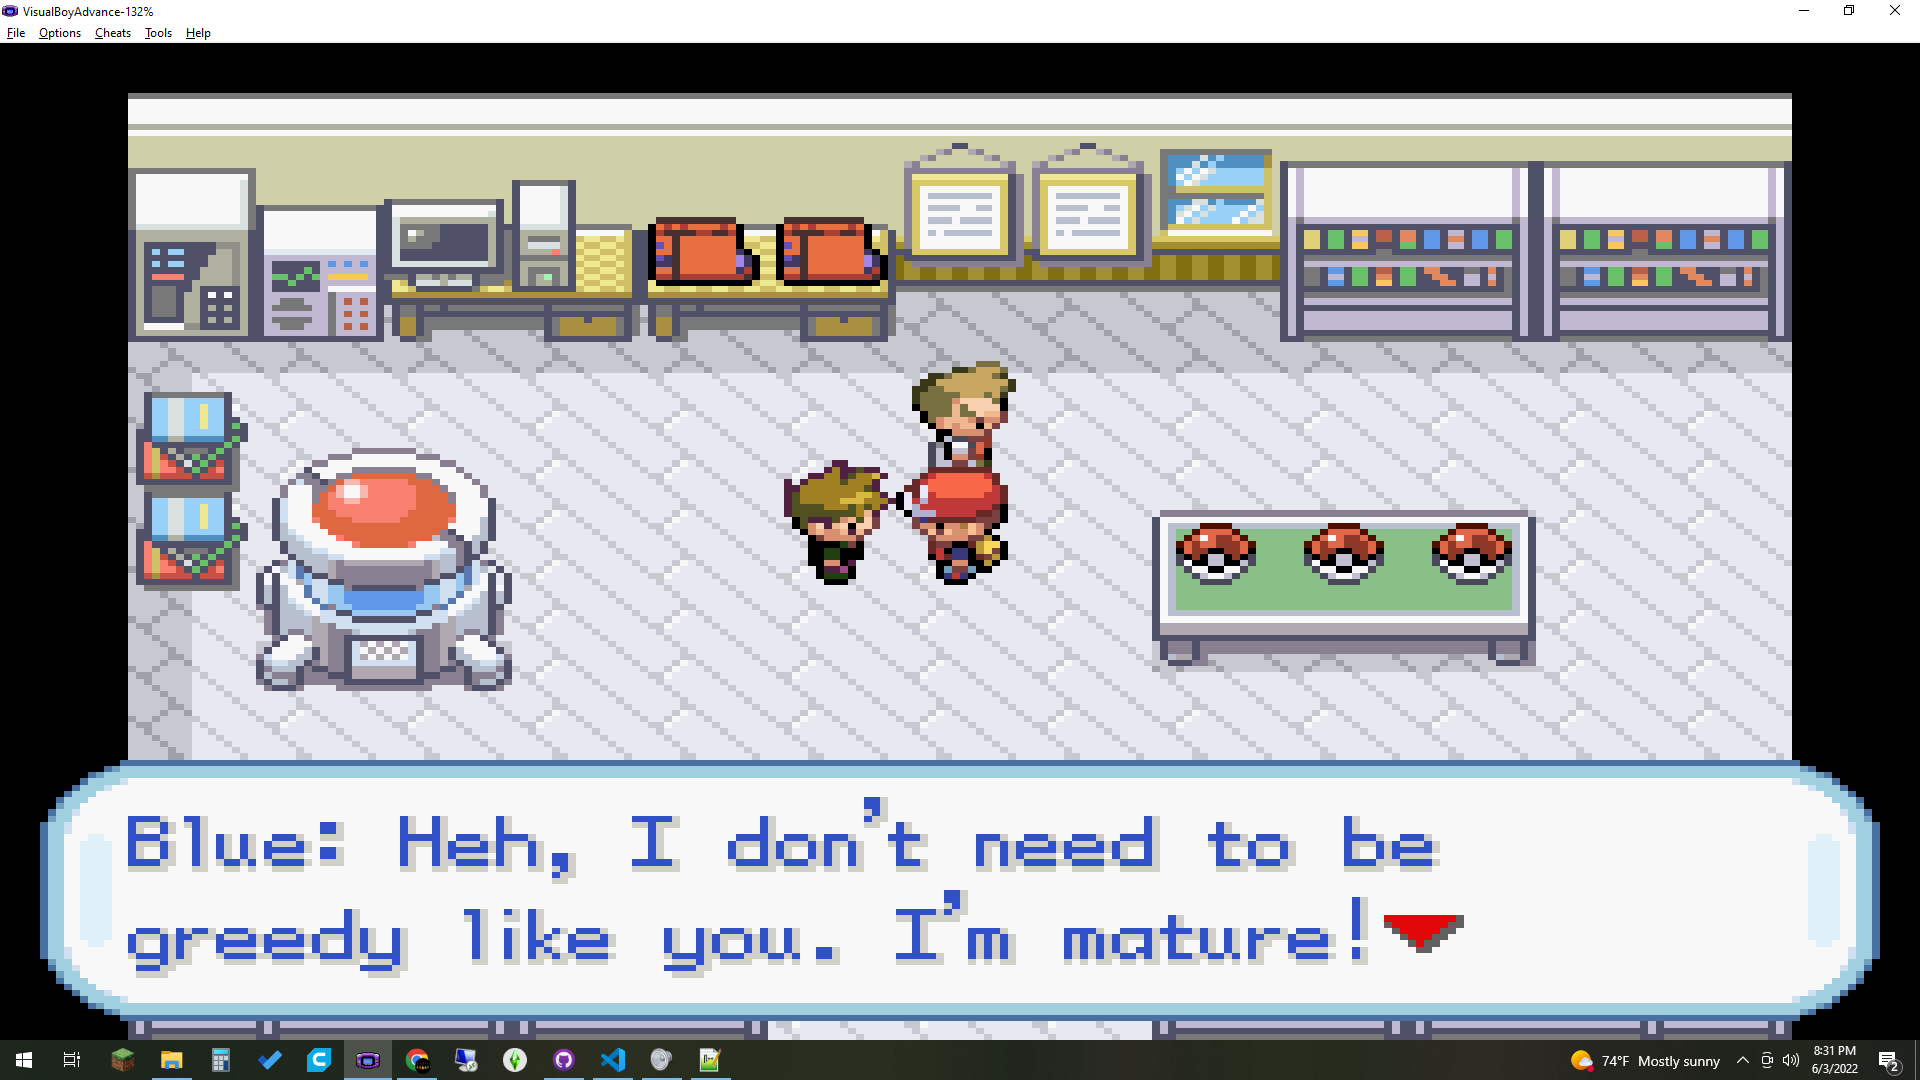 VisualBoyAdvance-132%
File Options Cheats Tools Help
Blue: Heh, I don't need to be
greedy like you. I'm mature!
74°F Mostly sunny
8:31 PM
6/3/2022
2